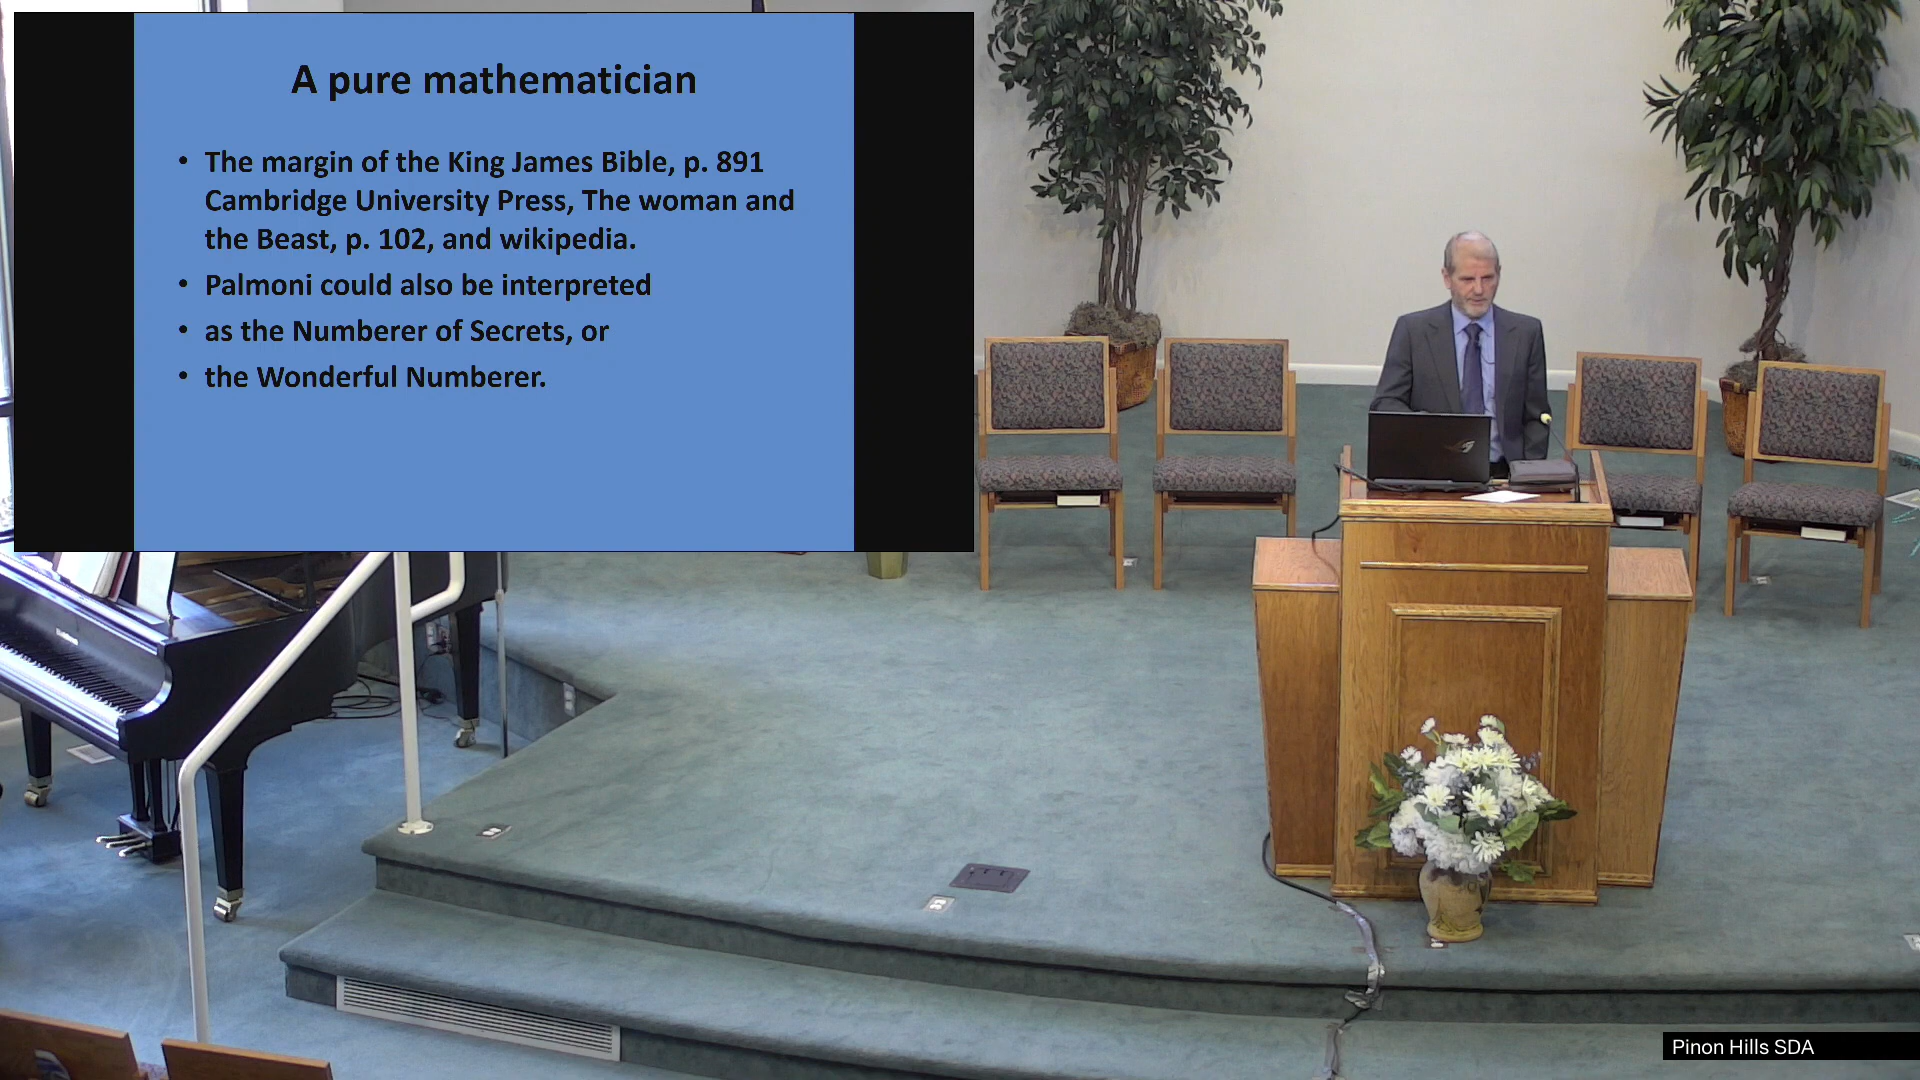 A pure mathematician
• The margin of the King James Bible, p. 891
Cambridge University Press, The woman and
the Beast, p. 102, and wikipedia.
• Palmoni could also be interpreted
• as the Numberer of Secrets, or
• the Wonderful Numberer.
Pinon Hills SDA